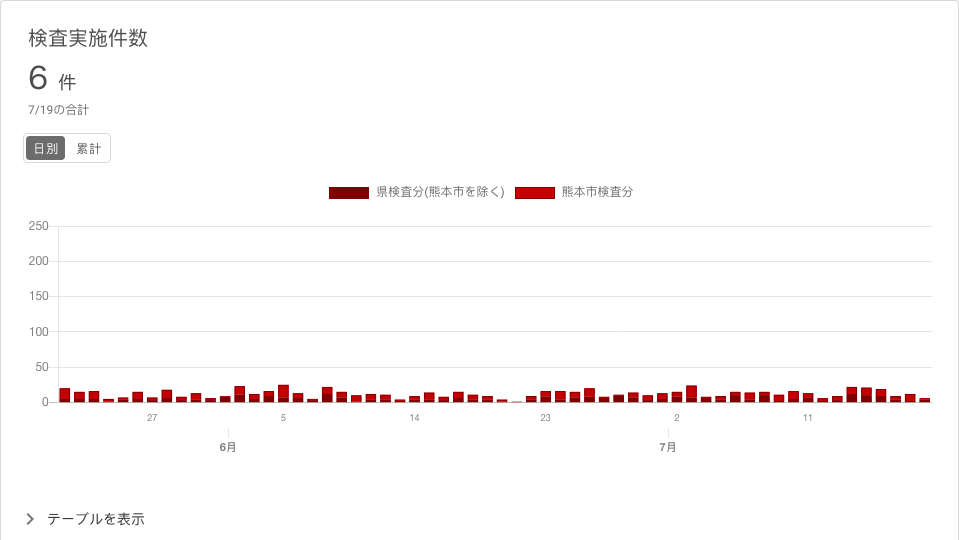 検査実施件数
6 件
7/19の合計
日別 累計
県検査分(熊本市を除く) 熊本市検査分
250
200
150
100
50
0
27 5 14 23 2 11
6月 7月
テーブルを表示